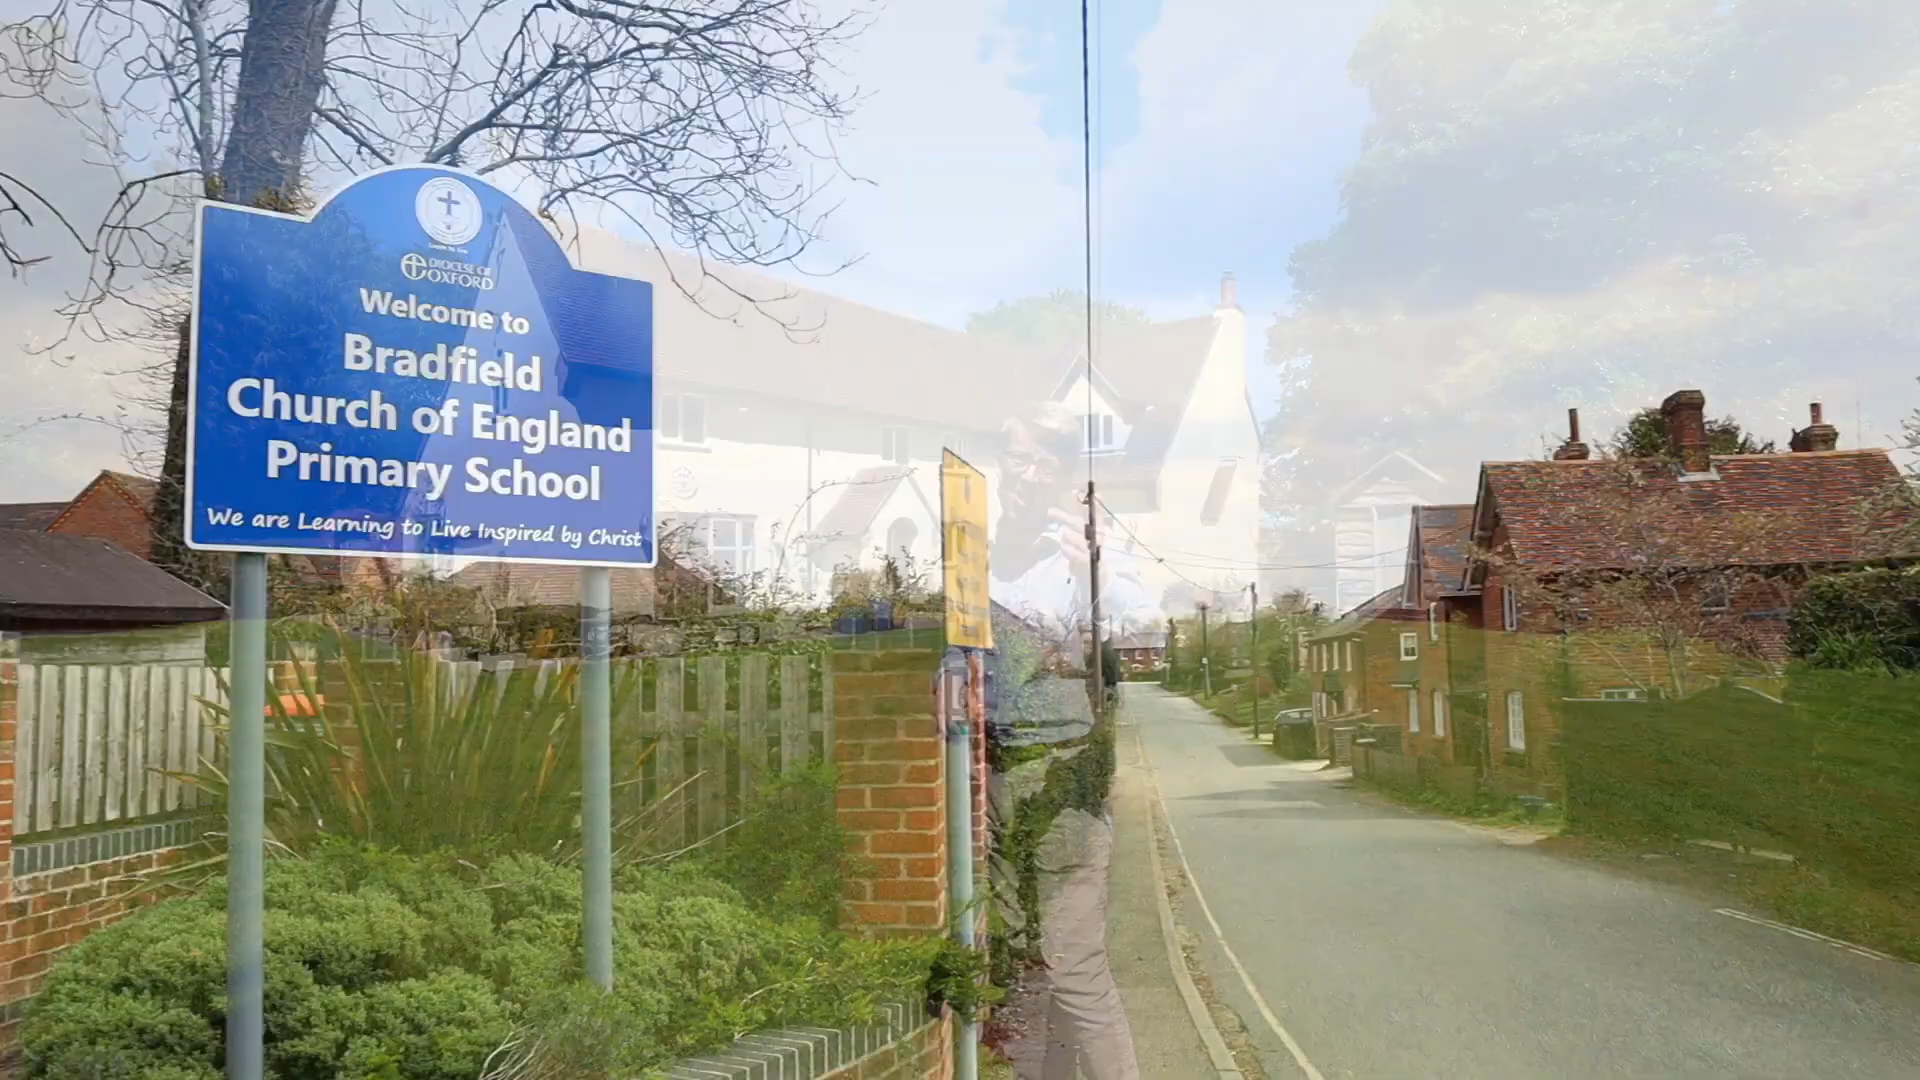 DIOCESE OF
OXFORD
Welcome to
Bradfield
Church of England
Primary School
We are Learning to Live Inspired by Christ